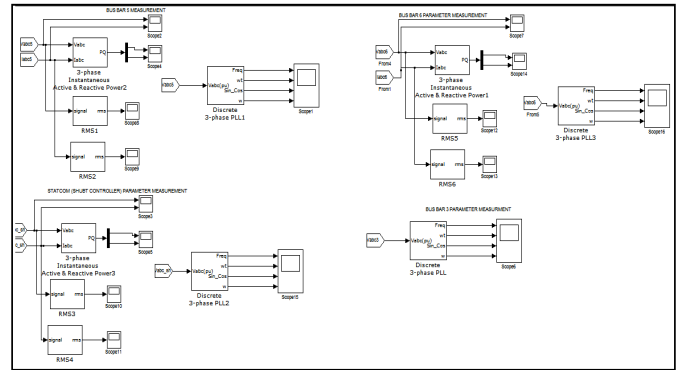 BUS BAR 5 MEASUREMENT
Scope2
Vabc5
Iabc5
Vabc
Iabc
PQ
Scope4
3-phase
Instantaneous
Active & Reactive Power2
signal rms
RMS1
signal rms
Scope9
RMS2
Vabc5
Vabc(pu)
Freq
wt
Sin_Cos
w
Scope1
Discrete
3-phase PLL1
BUS BAR 6 PARAMETER MEASUREMENT
Scope7
Vabc6
From4
Iabc6
From1
Vabc
Iabc
PQ
Scope14
3-phase
Instantaneous
Active & Reactive Power1
signal rms
Scope12
RMS5
signal rms
Scope13
RMS6
Vabc6
From5
Vabc(pu)
Freq
wt
Sin_Cos
w
Scope16
Discrete
3-phase PLL3
STATCOM (SHUBT CONTROLLER) PARAMETER MEASUREMENT
Scope3
Vabc
Iabc
PQ
3-phase
Instantaneous
Active & Reactive Power3
signal rms
Scope10
RMS3
signal rms
Scope11
RMS4
Vabc_sh
Vabc(pu)
Freq
wt
Sin_Cos
w
Scope15
Discrete
3-phase PLL2
BUS BAR 3 PARAMETER MEASURMENT
Vabc3
Vabc(pu)
Freq
wt
Sin_Cos
w
Discrete
3-phase PLL